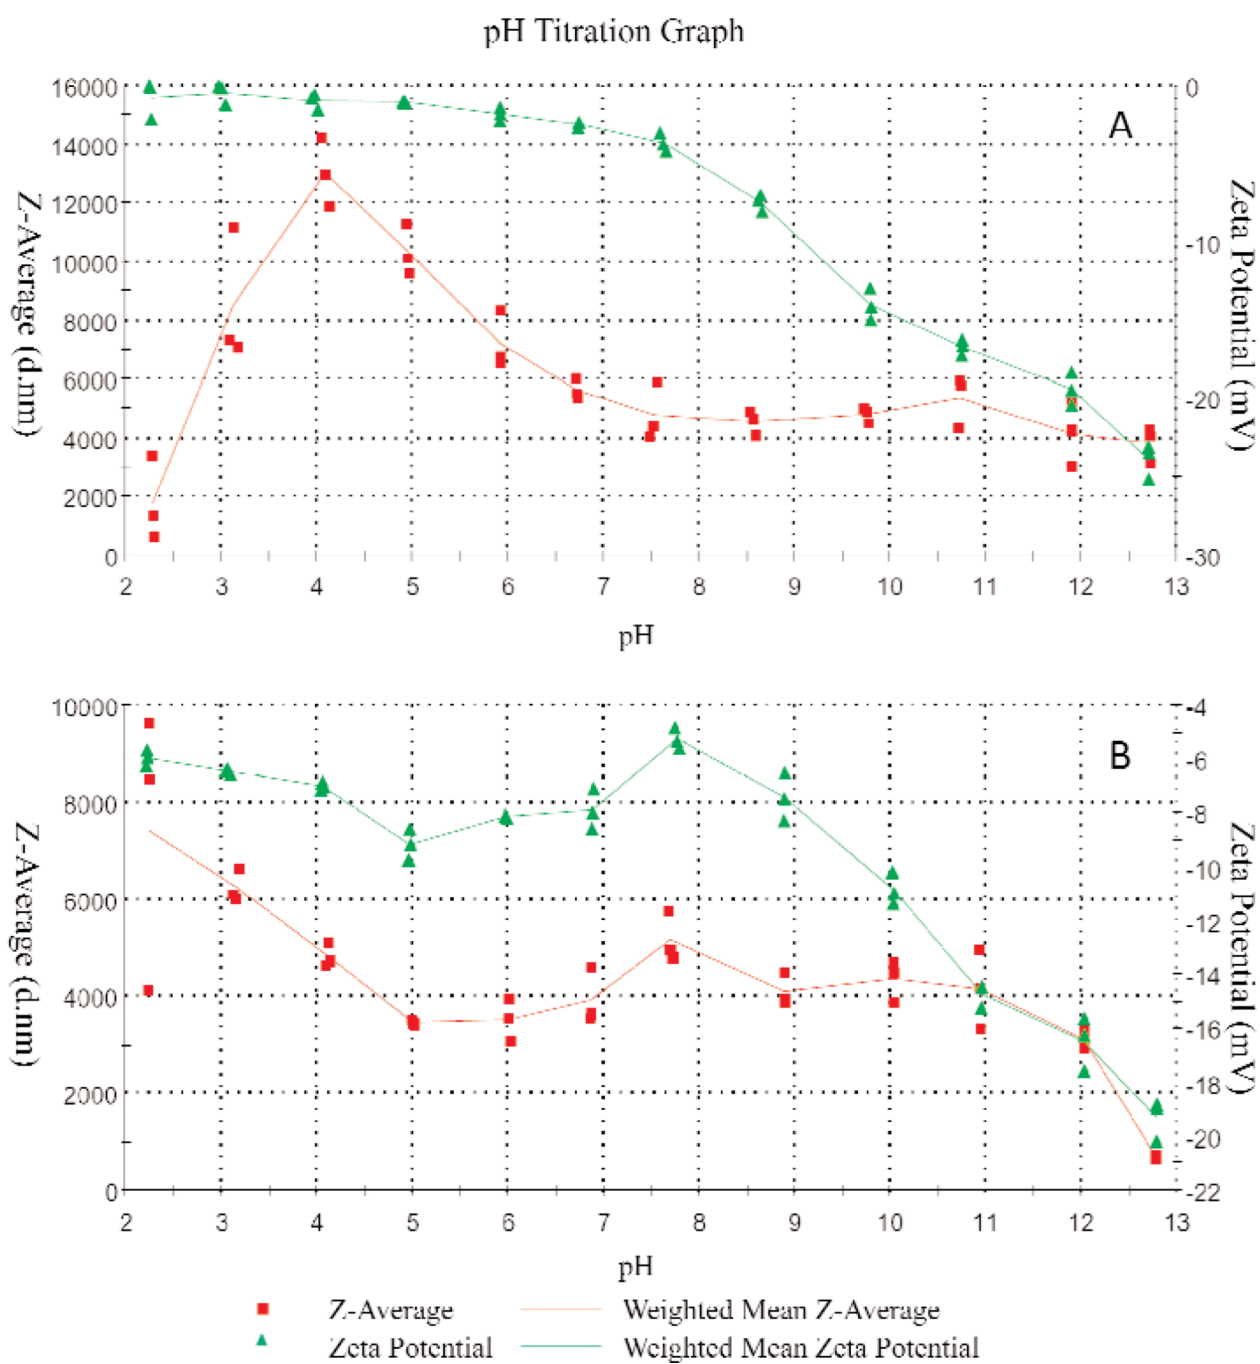 pH Titration Graph
A
Z-Average (d.nm)
16000
14000
12000
10000
8000
6000
4000
2000
0
Zeta Potential (mV)
0
-10
-20
-30
2 3 4 5 6 7 8 9 10 11 12 13
pH
B
Z-Average (d.nm)
10000
8000
6000
4000
2000
0
Zeta Potential (mV)
-4
-6
-8
-10
-12
-14
-16
-18
-20
-22
2 3 4 5 6 7 8 9 10 11 12 13
pH
Z-Average Weighted Mean Z-Average
Zeta Potential Weighted Mean Zeta Potential